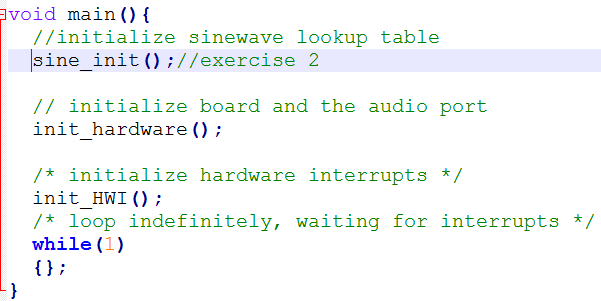 void main(){
//initialize sinewave lookup table
sine_init();//exercise 2
// initialize board and the audio port
init_hardware();
/* initialize hardware interrupts */
init_HWI();
/* loop indefinitely, waiting for interrupts */
while(1)
{};
}